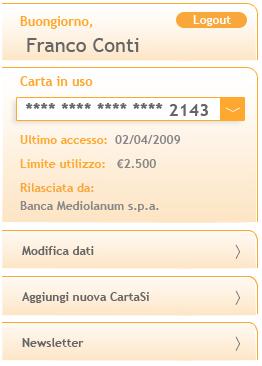 Buongiorno, Logout
Franco Conti
Carta in uso
**** **** **** **** 2143
Ultimo accesso: 02/04/2009
Limite utilizzo: €2.500
Rilasciata da:
Banca Mediolanum s.p.a.
Modifica dati
Aggiungi nuova CartaSi
Newsletter